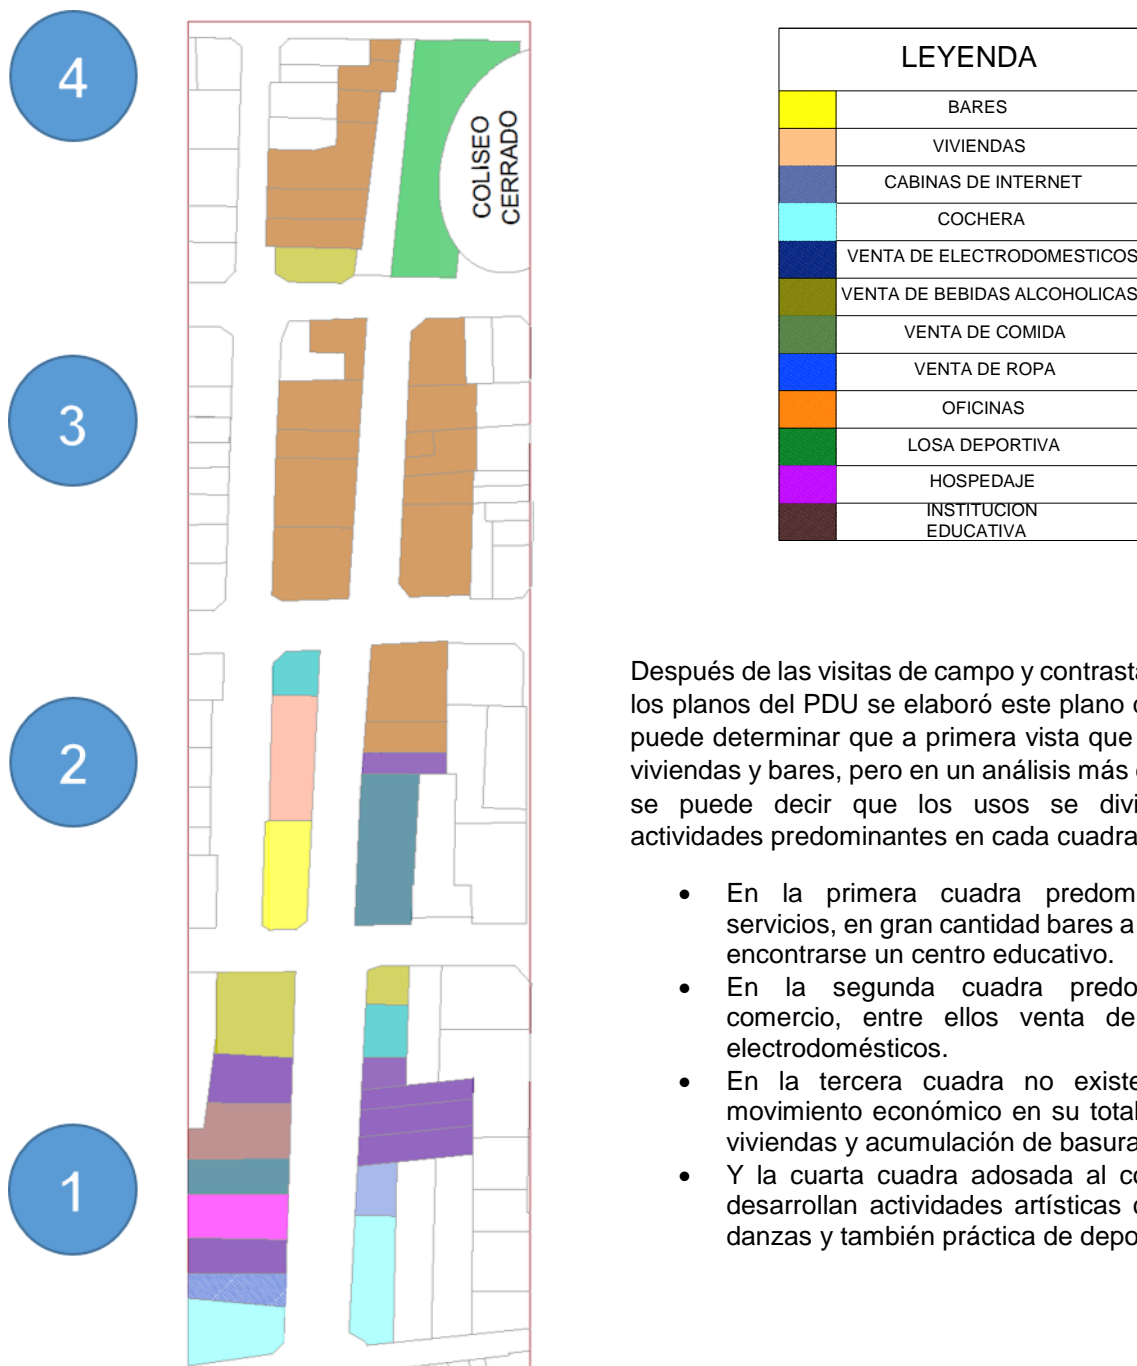 4
3
2
1
COLISEO
CERRADO
LEYENDA
BARES
VIVIENDAS
CABINAS DE INTERNET
COCHERA
VENTA DE ELECTRODOMESTICOS
VENTA DE BEBIDAS ALCOHOLICAS
VENTA DE COMIDA
VENTA DE ROPA
OFICINAS
LOSA DEPORTIVA
HOSPEDAJE
INSTITUCION
EDUCATIVA
Después de las visitas de campo y contrasta
los planos del PDU se elaboró este plano
puede determinar que a primera vista que
viviendas y bares, pero en un análisis más
se puede decir que los usos se divi
actividades predominantes en cada cuadra
• En la primera cuadra predom
servicios, en gran cantidad bares a
encontrarse un centro educativo.
• En la segunda cuadra predo
comercio, entre ellos venta de
electrodomésticos.
• En la tercera cuadra no existe
movimiento económico en su total
viviendas y acumulación de basura
• Y la cuarta cuadra adosada al co
desarrollan actividades artísticas
danzas y también práctica de depo